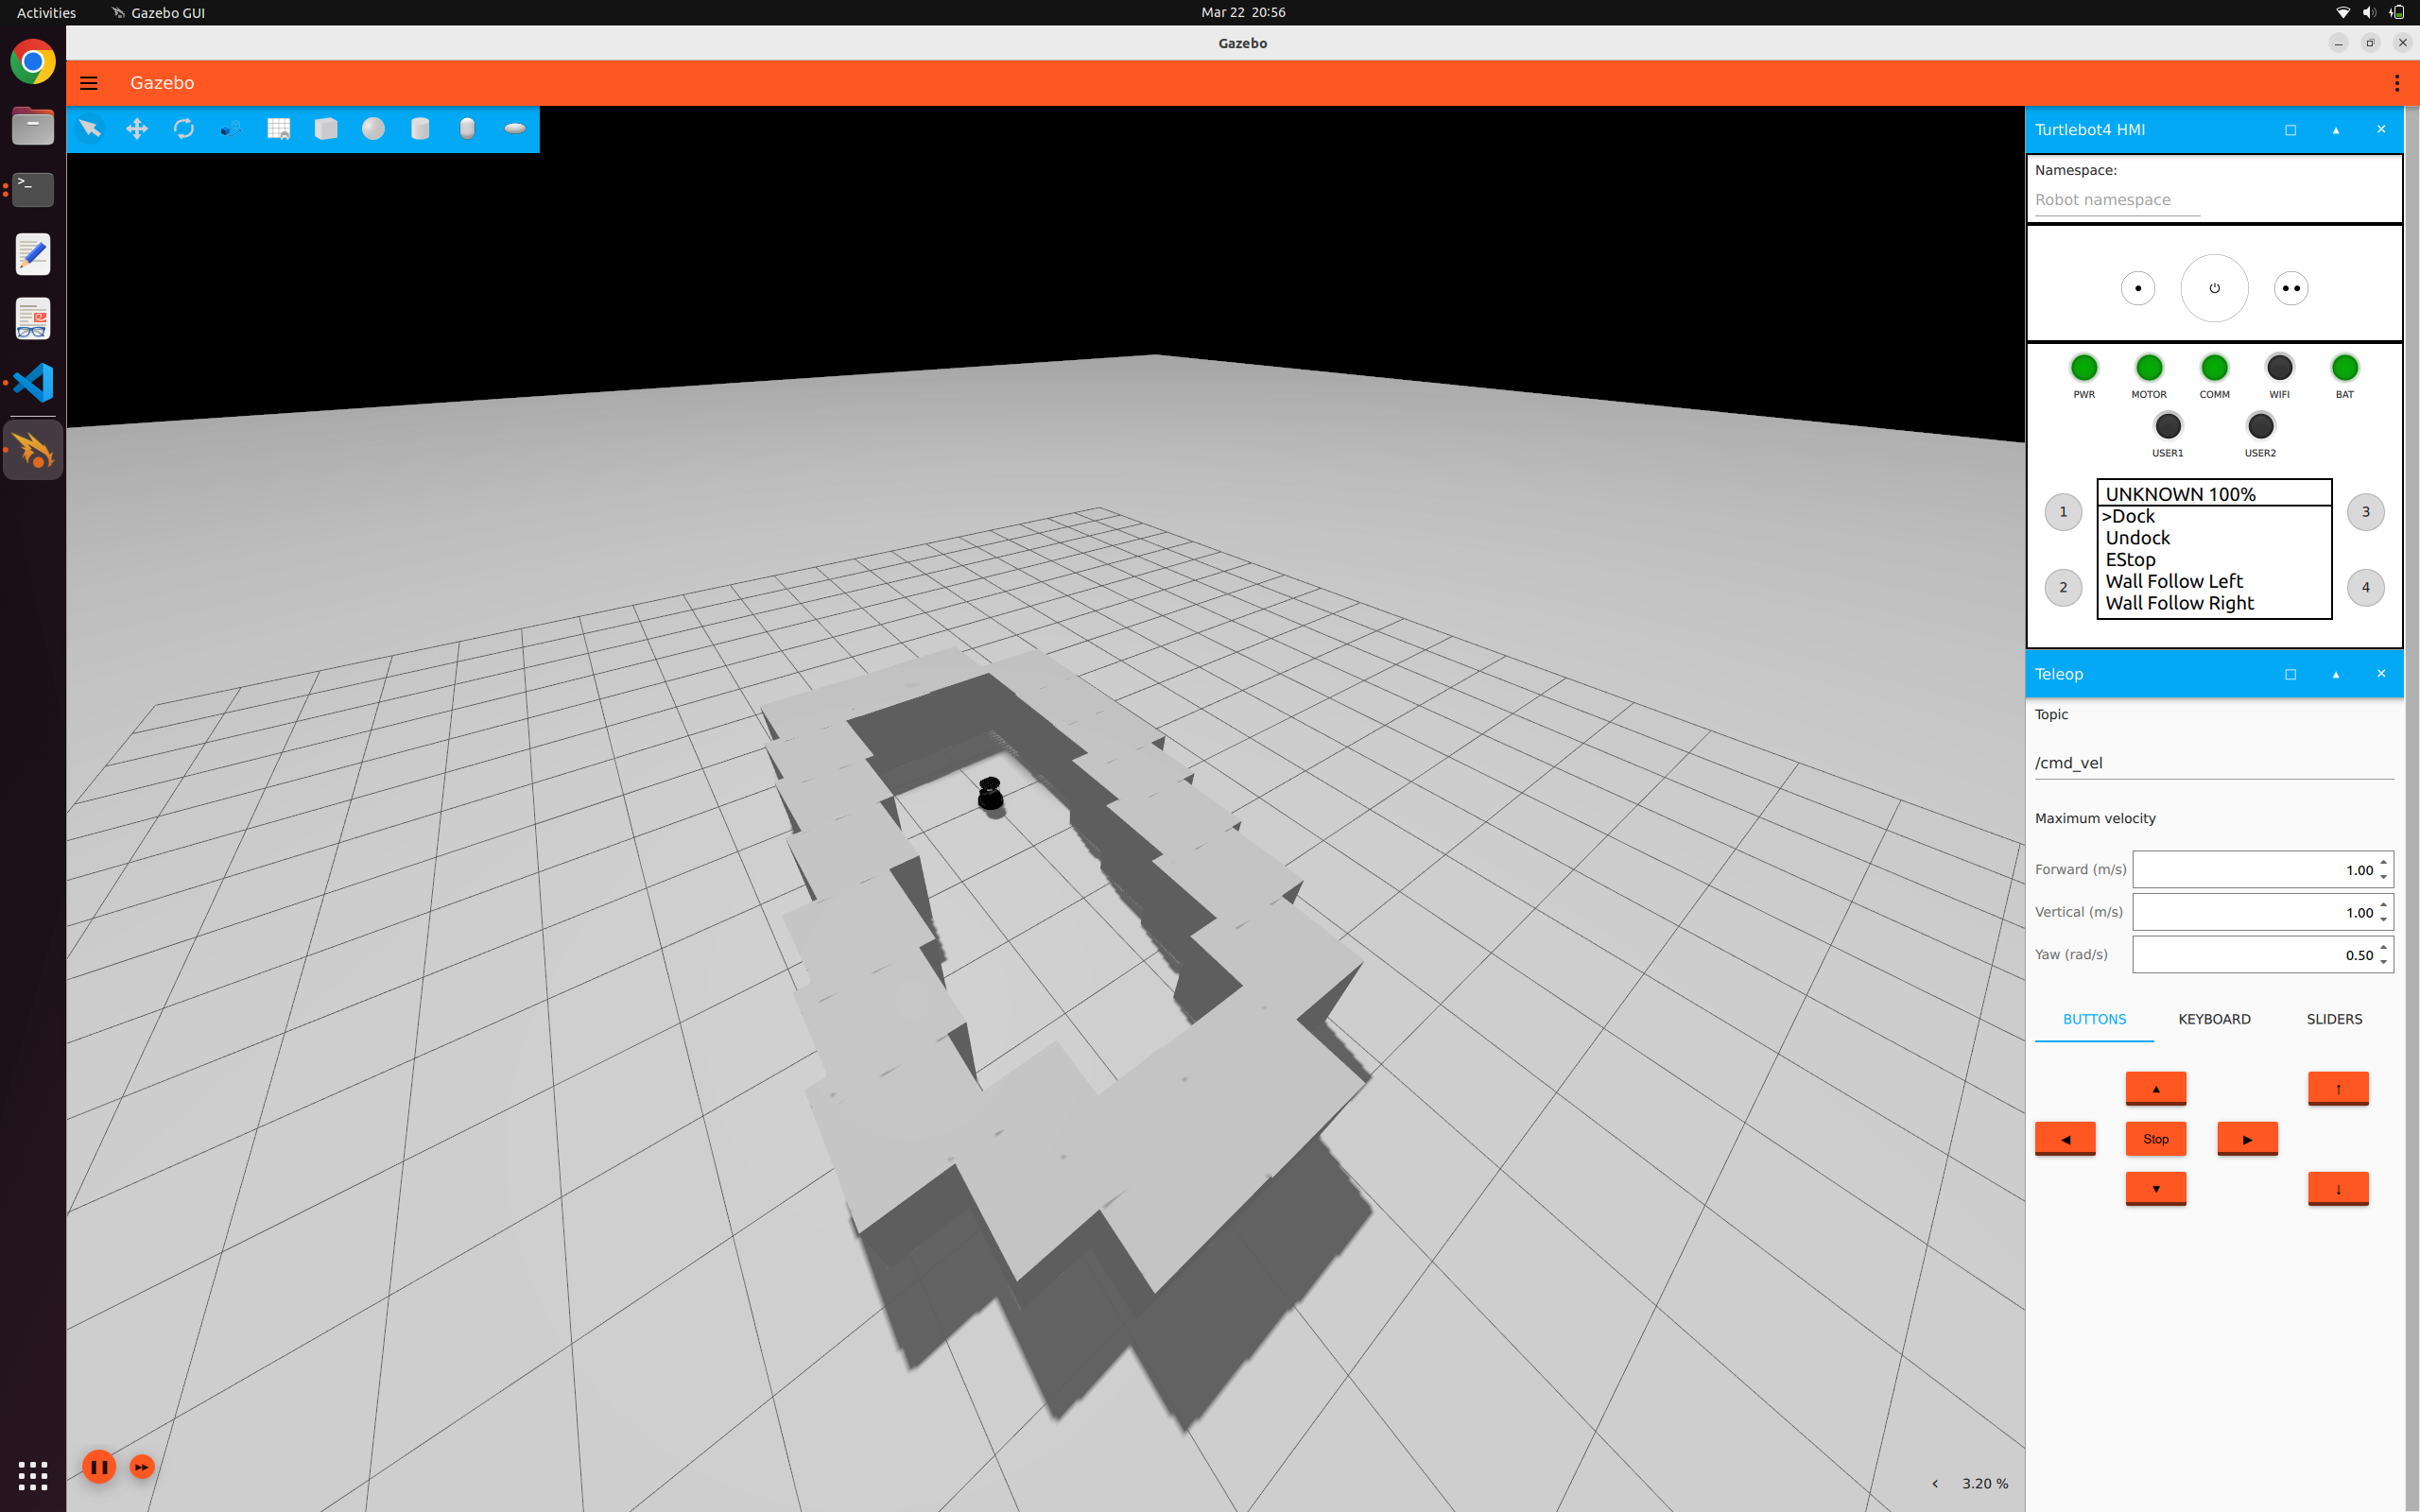 Activities
Gazebo GUI
Mar 22 20:56
Gazebo
Gazebo
Turtlebot4 HMI
Namespace:
Robot namespace
PWR
MOTOR
COMM
WIFI
BAT
USER1
USER2
1
2
UNKNOWN 100%
>Dock
Undock
EStop
Wall Follow Left
Wall Follow Right
3
4
Teleop
Topic
/cmd_vel
Maximum velocity
Forward (m/s) 1.00
Vertical (m/s) 1.00
Yaw (rad/s) 0.50
BUTTONS
KEYBOARD
SLIDERS
Stop
3.20 %